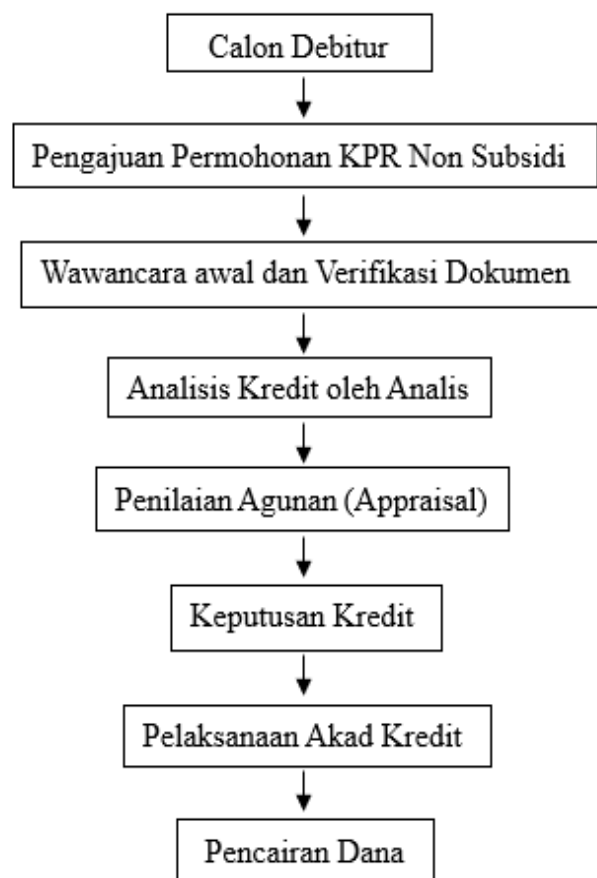 Calon Debitur
Pengajuan Permohonan KPR Non Subsidi
Wawancara awal dan Verifikasi Dokumen
Analisis Kredit oleh Analis
Penilaian Agunan (Appraisal)
Keputusan Kredit
Pelaksanaan Akad Kredit
Pencairan Dana